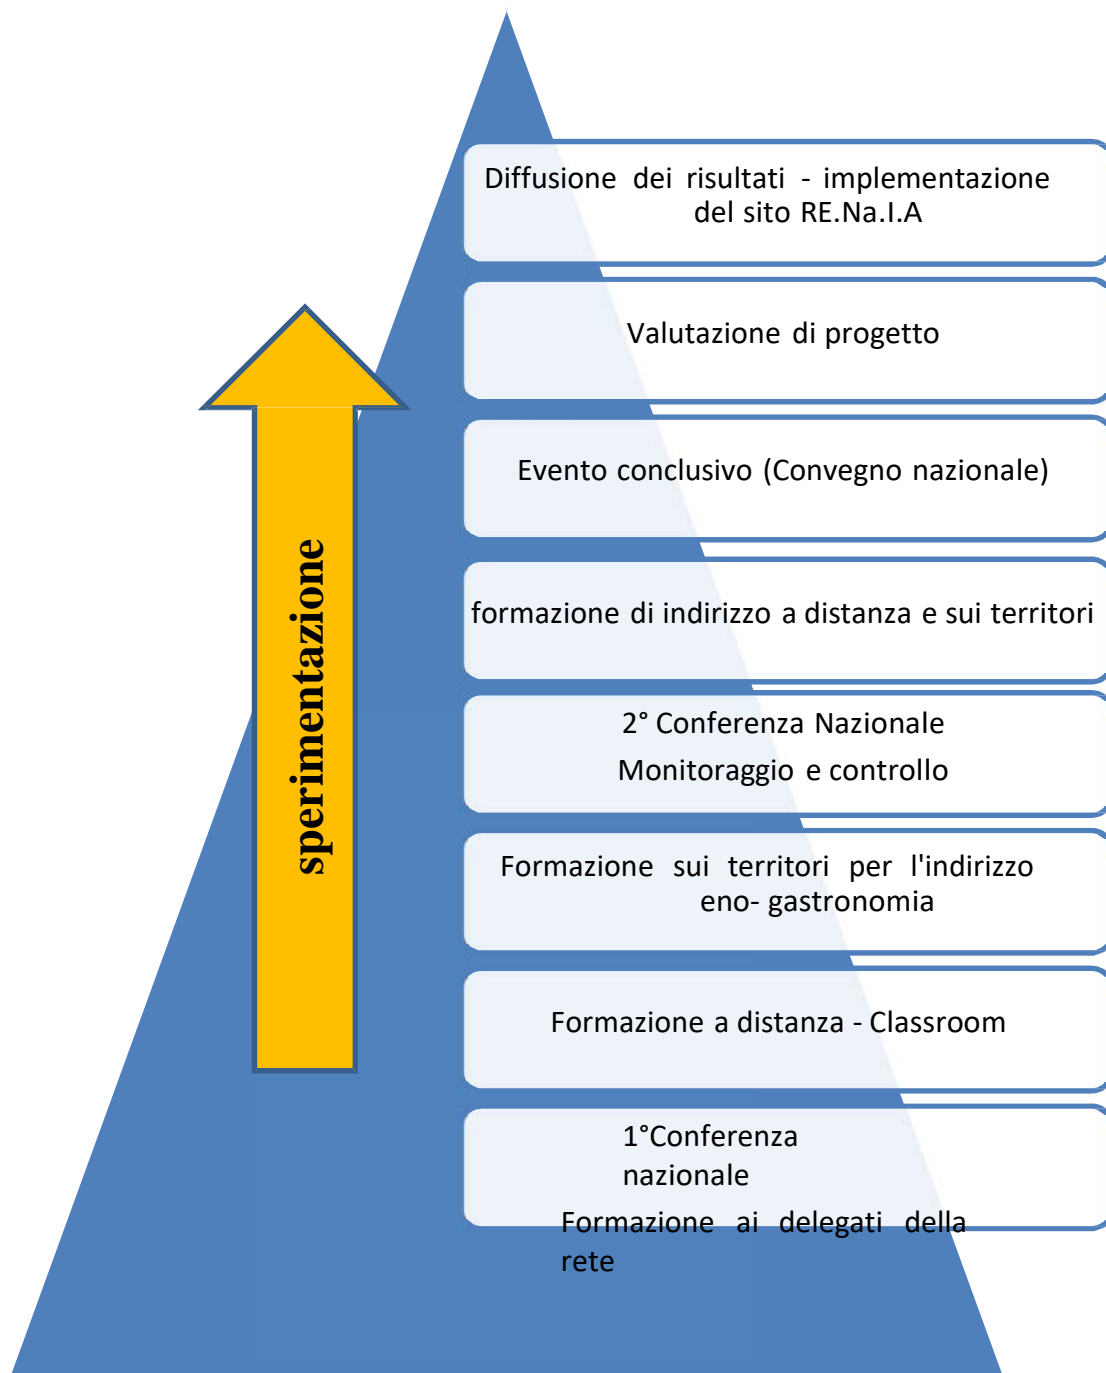 Diffusione dei risultati - implementazione
del sito RE.Na.I.A
Valutazione di progetto
Evento conclusivo (Convegno nazionale)
formazione di indirizzo a distanza e sui territori
2° Conferenza Nazionale
Monitoraggio e controllo
Formazione sui territori per l'indirizzo
eno- gastronomia
Formazione a distanza - Classroom
1°Conferenza
nazionale
Formazione ai delegati della
rete
sperimentazione